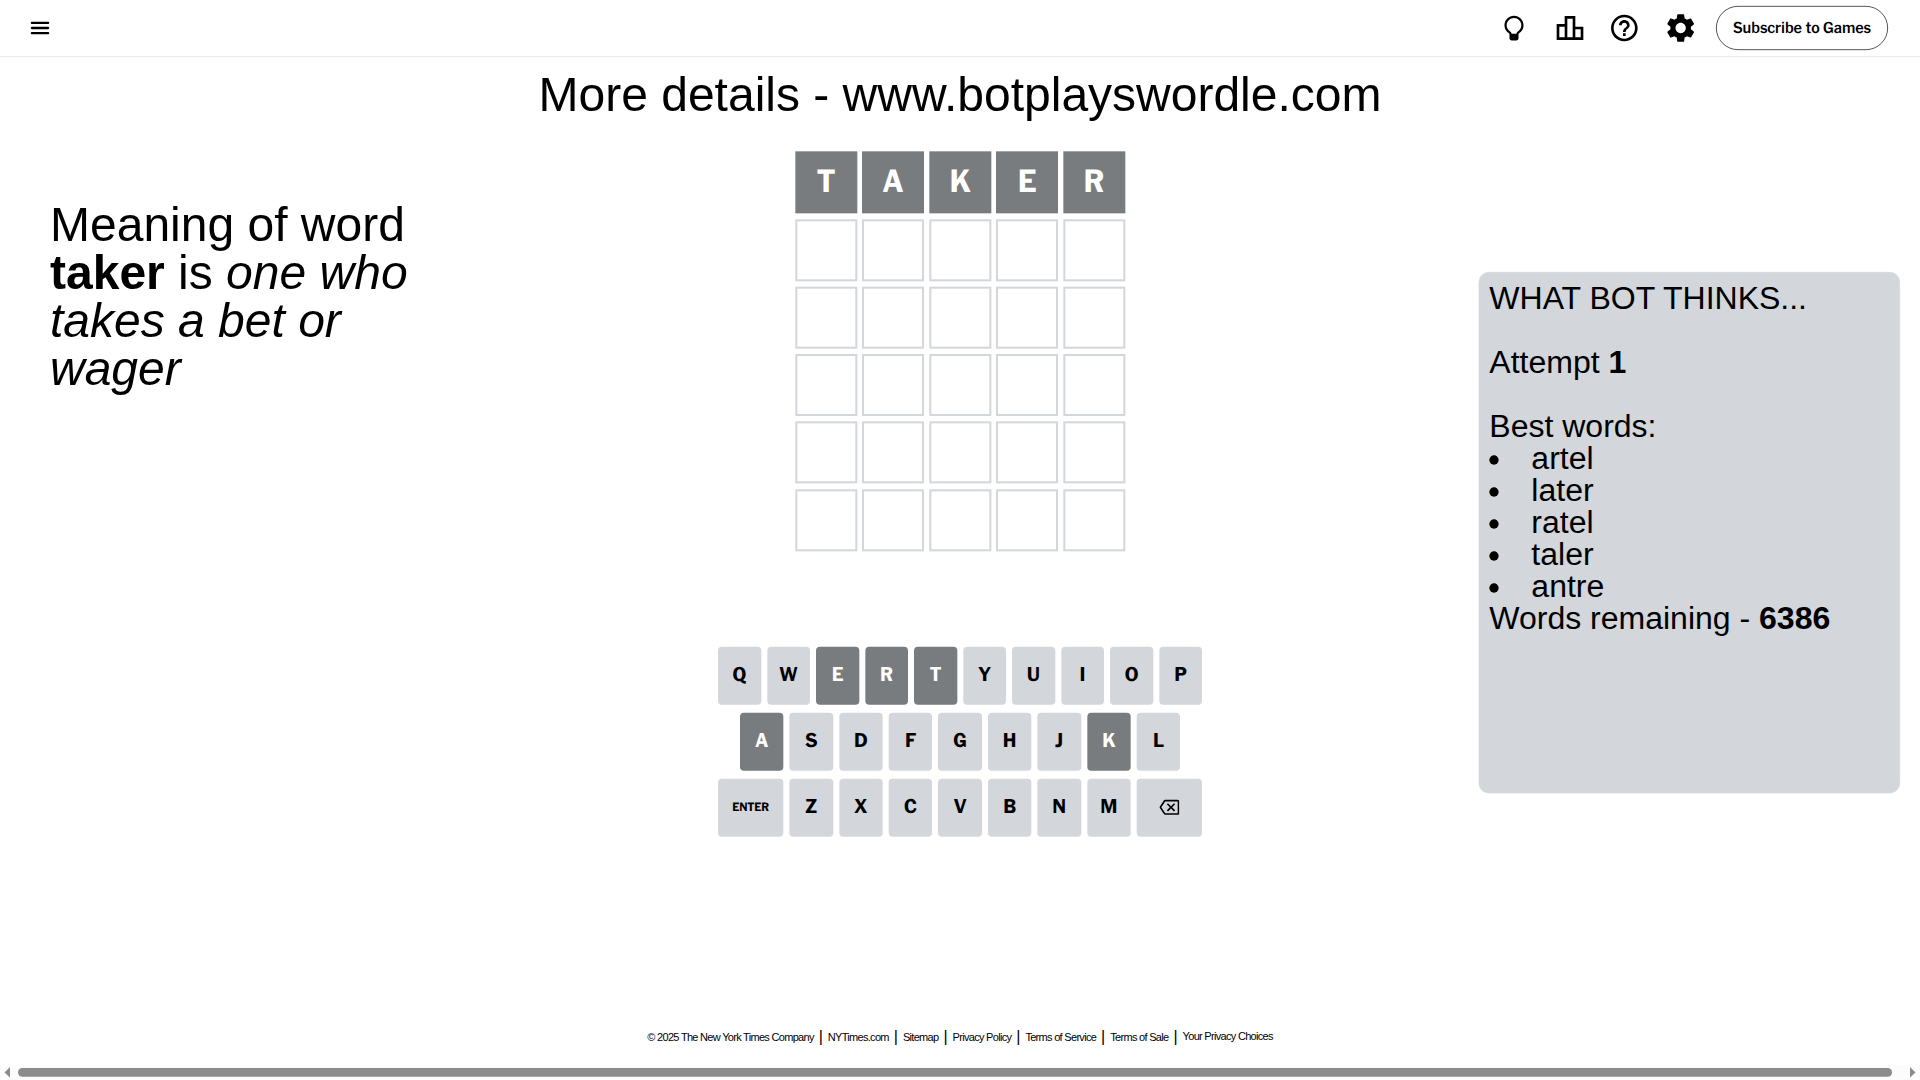 Subscribe to Games
More details - www.botplayswordle.com
TAKER
Meaning of word
taker is one who
takes a bet or
wager
WHAT BOT THINKS...
Attempt 1
Best words:
• artel
• later
• ratel
• taler
• antre
Words remaining - 6386
Q W E R T Y U I O P
A S D F G H J K L
ENTER Z X C V B N M
© 2025 The New York Times Company | NYTimes.com | Sitemap | Privacy Policy | Terms of Service | Terms of Sale | Your Privacy Choices